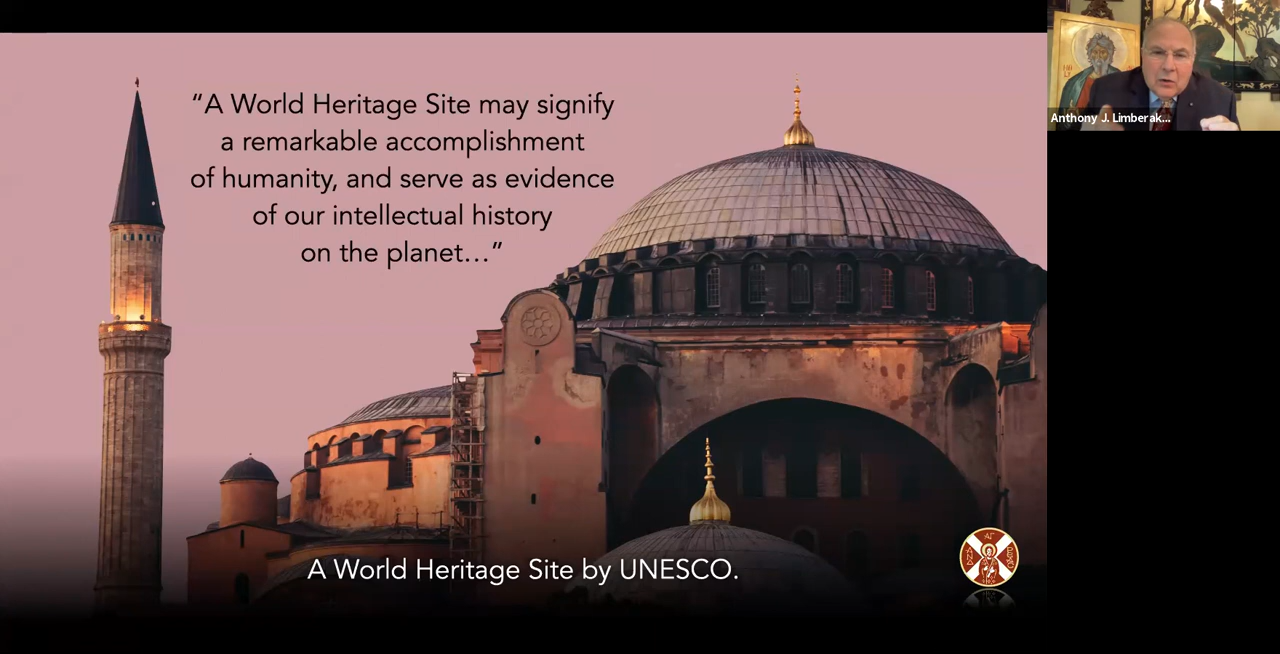 “A World Heritage Site may signify
a remarkable accomplishment
of humanity, and serve as evidence
of our intellectual history
on the planet…”
A World Heritage Site by UNESCO.
Anthony J. Limberak...